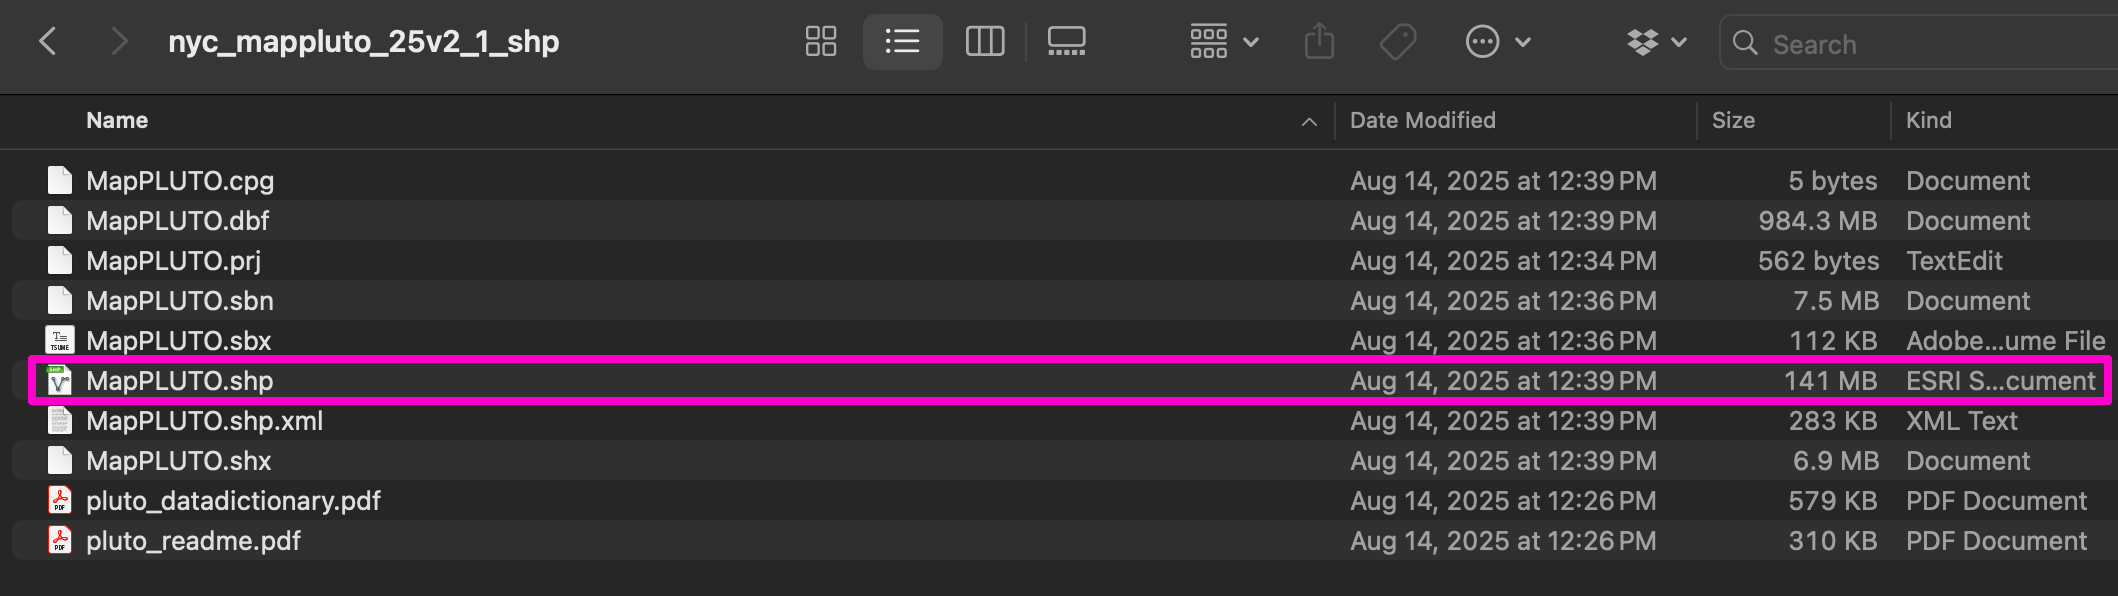 nyc_mappluto_25v2_1_shp Search
Name Date Modified Size Kind
MapPLUTO.cpg Aug 14, 2025 at 12:39 PM 5 bytes Document
MapPLUTO.dbf Aug 14, 2025 at 12:39 PM 984.3 MB Document
MapPLUTO.prj Aug 14, 2025 at 12:34 PM 562 bytes TextEdit
MapPLUTO.sbn Aug 14, 2025 at 12:36 PM 7.5 MB Document
TSUME MapPLUTO.sbx Aug 14, 2025 at 12:36 PM 112 KB Adobe...ume File
SHP MapPLUTO.shp Aug 14, 2025 at 12:39 PM 141 MB ESRI S...cument
MapPLUTO.shp.xml Aug 14, 2025 at 12:39 PM 283 KB XML Text
MapPLUTO.shx Aug 14, 2025 at 12:39 PM 6.9 MB Document
PDF pluto_datadictionary.pdf Aug 14, 2025 at 12:26 PM 579 KB PDF Document
PDF pluto_readme.pdf Aug 14, 2025 at 12:26 PM 310 KB PDF Document